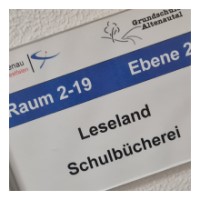 Grundschule
Altenautal
Raum 2-19 Ebene 2
Leseland
Schulbücherei